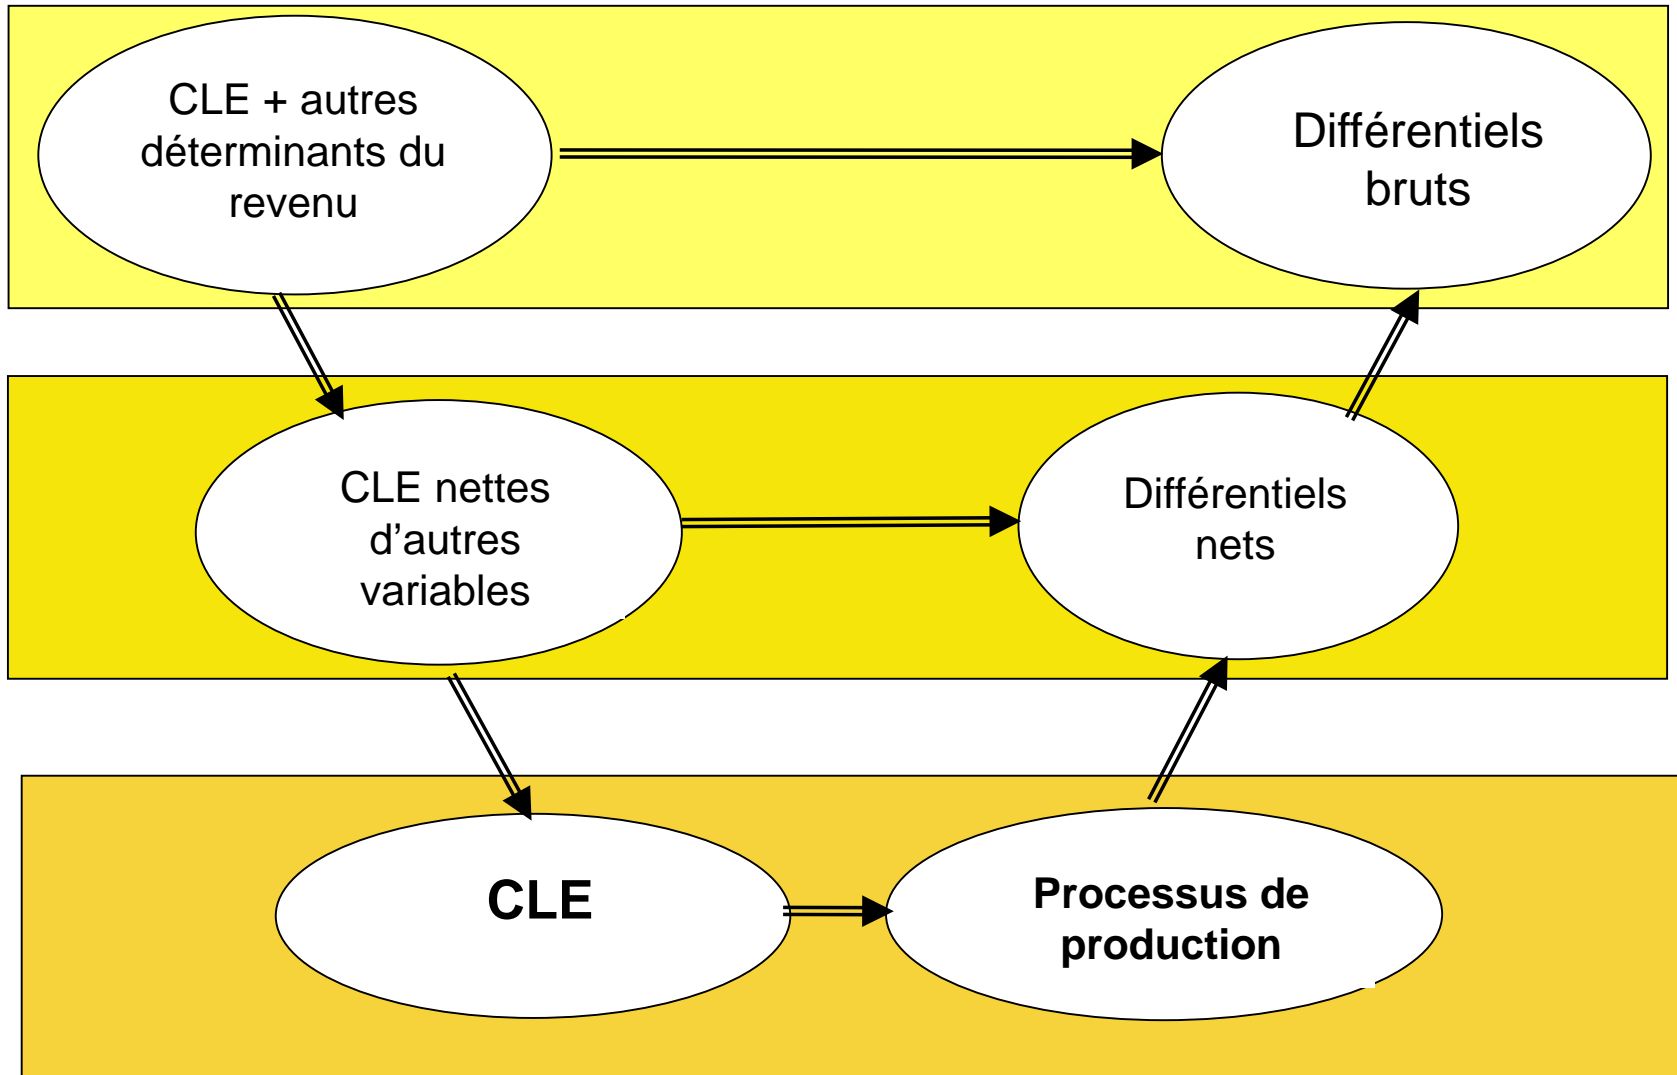 CLE + autres
déterminants du
revenu
Différentiels
bruts
CLE nettes
d’autres
variables
Différentiels
nets
CLE
Processus de
production